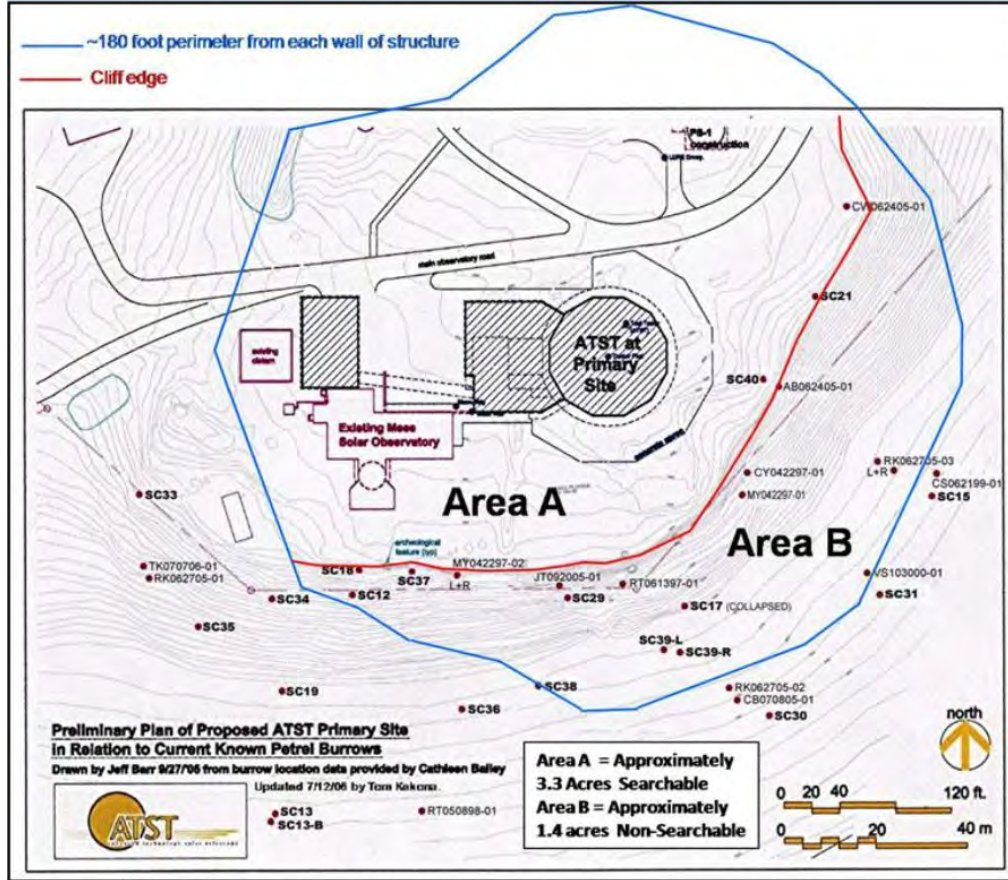 ~180 foot perimeter from each wall of structure
Cliff edge
PS-1
construction
CW062405-01
main observatory road
SC21
existing
ATST at
Primary
Site
SC40
AB062405-01
Existing Mees
Solar Observatory
RK062705-03
CY042297-01
L+R
CS062199-01
SC33
MY042297-01
SC15
Area A
Area B
archeological
feature (typ)
MY042297-02
TK070706-01
SC18
SC37
JT092005-01
VS103000-01
RK062705-01
L+R
RT061397-01
SC34
SC12
SC29
SC31
SC17 (COLLAPSED)
SC35
SC39-L
SC39-R
SC19
SC38
RK062705-02
CB070805-01
SC36
SC30
Preliminary Plan of Proposed ATST Primary Site
in Relation to Current Known Petrel Burrows
Drawn by Jeff Barr 9/27/05 from burrow location data provided by Cathleen Bailey
Updated 7/12/06 by Tom Kekona.
north
Area A = Approximately
3.3 Acres Searchable
Area B = Approximately
1.4 acres Non-Searchable
0 20 40 120 ft.
0 20 40 m
ATST
SC13
SC13-B
RT050898-01